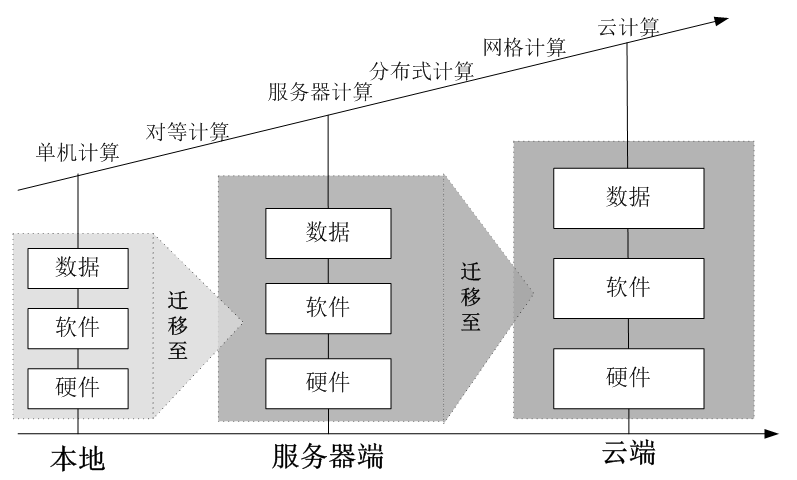 云计算
网格计算
分布式计算
服务器计算
对等计算
单机计算
数据
软件
硬件
迁移至
数据
软件
硬件
迁移至
数据
软件
硬件
本地
服务器端
云端